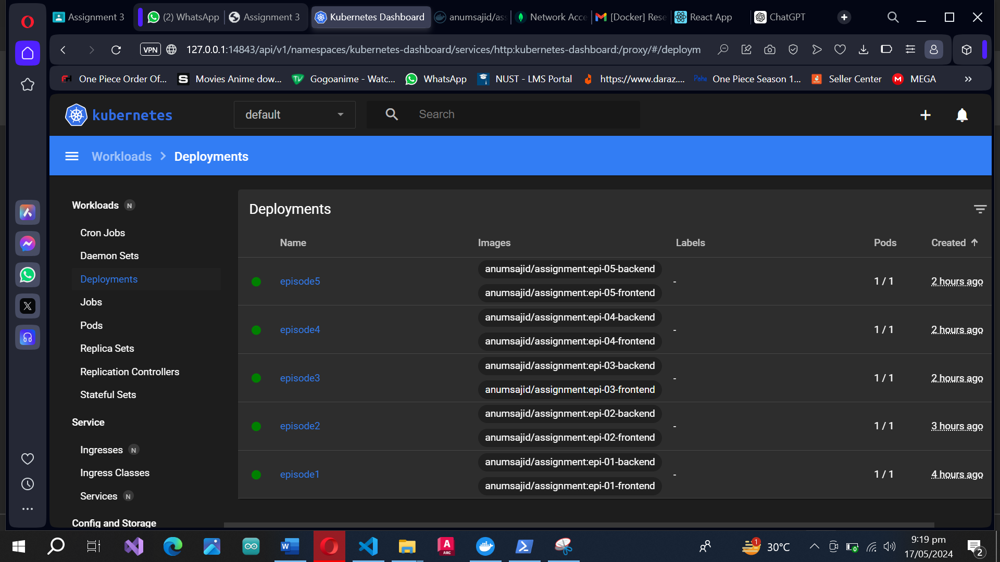 Assignment 3
(2) WhatsApp
Assignment 3
Kubernetes Dashboard
anumsajid/ass
Network Acce
[Docker] Rese
React App
ChatGPT
VPN
127.0.0.1:14843/api/v1/namespaces/kubernetes-dashboard/services/http:kubernetes-dashboard:/proxy/#/deploym
One Piece Order Of...
Movies Anime dow...
Gogoanime - Watc...
WhatsApp
NUST - LMS Portal
https://www.daraz....
One Piece Season 1...
Seller Center
MEGA
kubernetes
default
Search
Workloads
Deployments
Workloads N
Cron Jobs
Daemon Sets
Deployments
Jobs
Pods
Replica Sets
Replication Controllers
Stateful Sets
Service
Ingresses N
Ingress Classes
Services N
Config and Storage
Deployments
Name Images Labels Pods Created
anumsajid/assignment:epi-05-backend
episode5 - 1 / 1 2 hours ago
anumsajid/assignment:epi-05-frontend
anumsajid/assignment:epi-04-backend
episode4 - 1 / 1 2 hours ago
anumsajid/assignment:epi-04-frontend
anumsajid/assignment:epi-03-backend
episode3 - 1 / 1 2 hours ago
anumsajid/assignment:epi-03-frontend
anumsajid/assignment:epi-02-backend
episode2 - 1 / 1 3 hours ago
anumsajid/assignment:epi-02-frontend
anumsajid/assignment:epi-01-backend
episode1 - 1 / 1 4 hours ago
anumsajid/assignment:epi-01-frontend
1
30°C
9:19 pm
17/05/2024
2